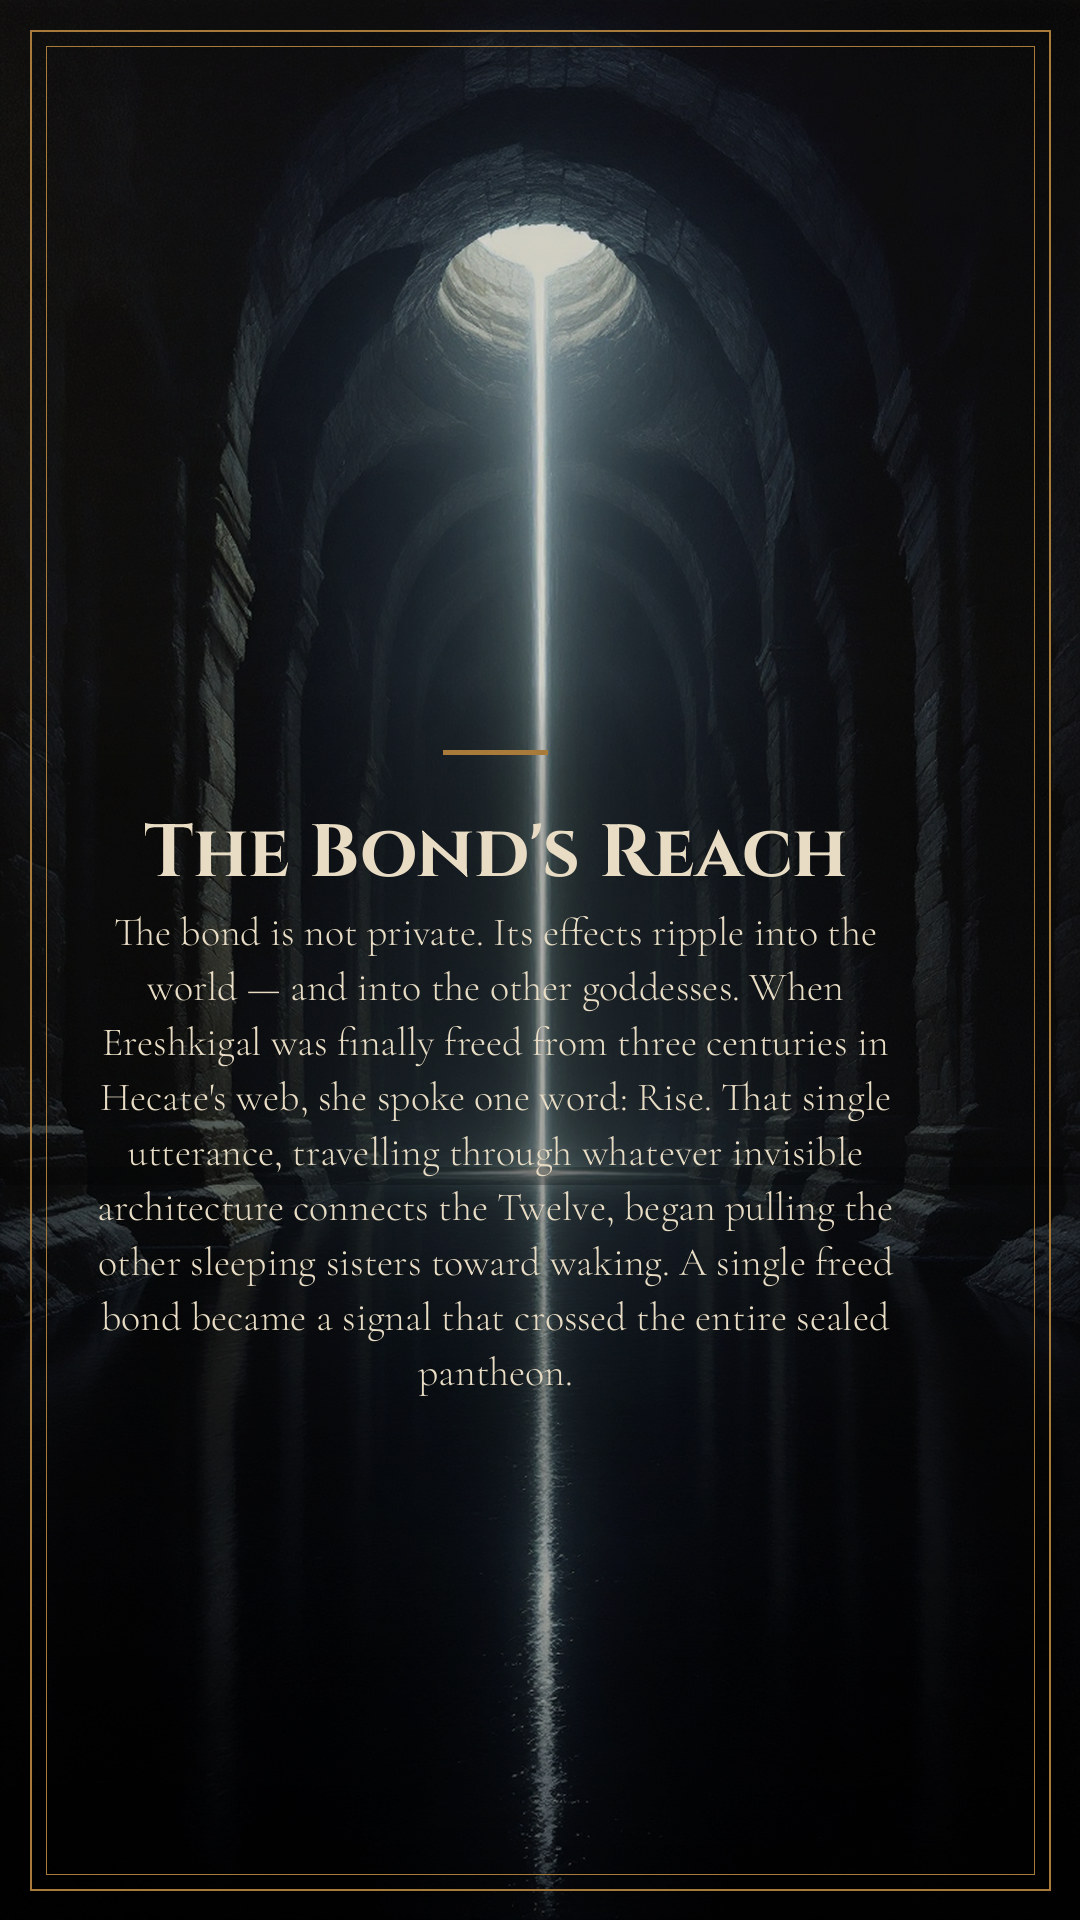 The Bond's Reach
The bond is not private. Its effects ripple into the
world — and into the other goddesses. When
Ereshkigal was finally freed from three centuries in
Hecate's web, she spoke one word: Rise. That single
utterance, travelling through whatever invisible
architecture connects the Twelve, began pulling the
other sleeping sisters toward waking. A single freed
bond became a signal that crossed the entire sealed
pantheon.